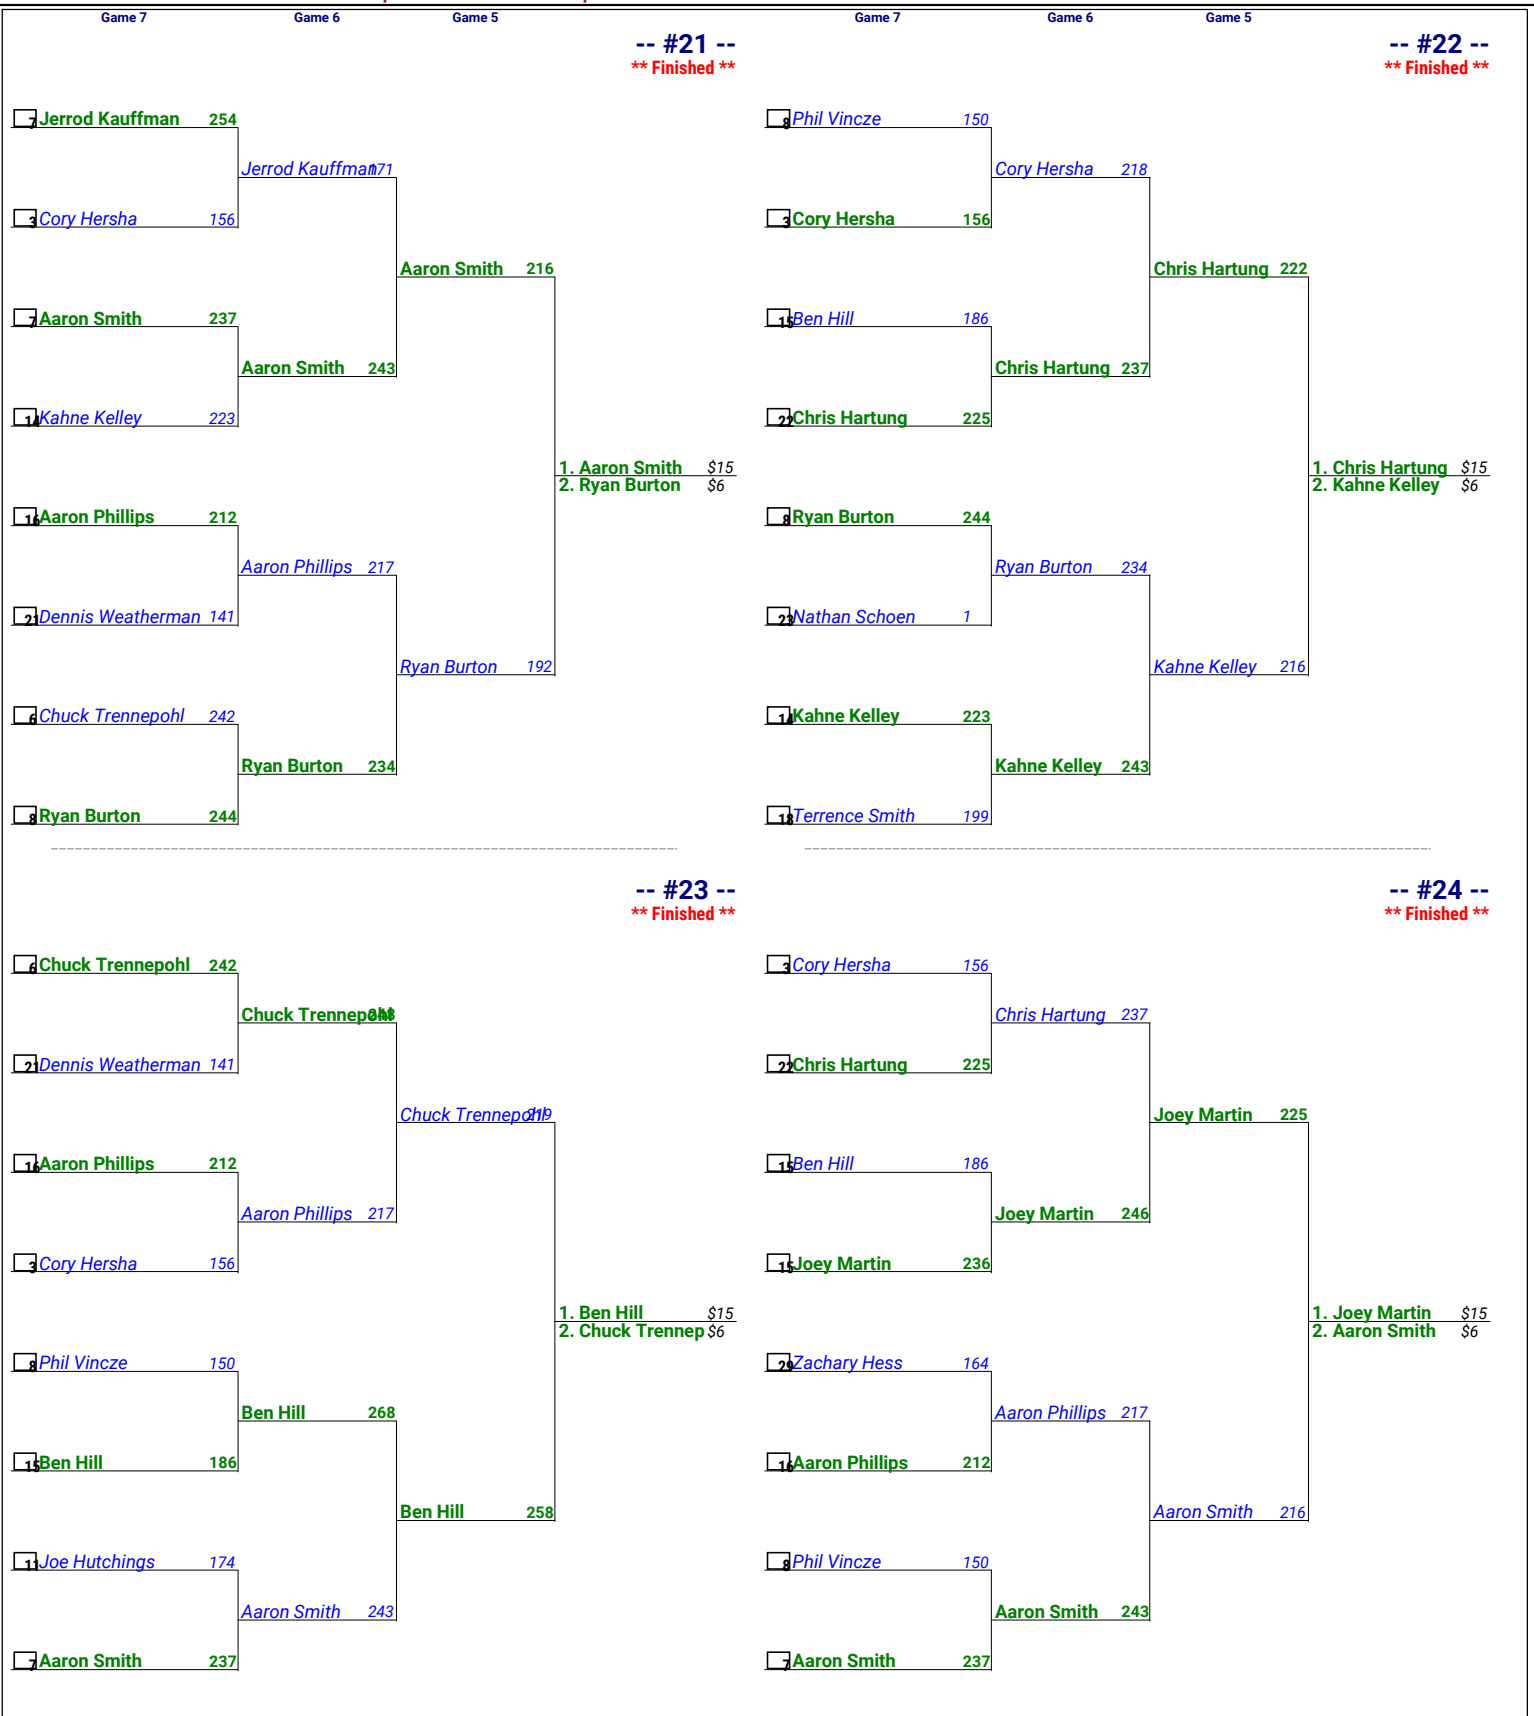 Game 7 Game 6 Game 5
-- #21 --
** Finished **
7 Jerrod Kauffman 254
Jerrod Kauffman 171
3 Cory Hersha 156
Aaron Smith 216
7 Aaron Smith 237
Aaron Smith 243
14 Kahne Kelley 223
1. Aaron Smith $15
2. Ryan Burton $6
16 Aaron Phillips 212
Aaron Phillips 217
21 Dennis Weatherman 141
Ryan Burton 192
6 Chuck Trennepohl 242
Ryan Burton 234
8 Ryan Burton 244
Game 7 Game 6 Game 5
-- #22 --
** Finished **
8 Phil Vincze 150
Cory Hersha 218
3 Cory Hersha 156
Chris Hartung 222
15 Ben Hill 186
Chris Hartung 237
22 Chris Hartung 225
1. Chris Hartung $15
2. Kahne Kelley $6
8 Ryan Burton 244
Ryan Burton 234
23 Nathan Schoen 1
Kahne Kelley 216
14 Kahne Kelley 223
Kahne Kelley 243
18 Terrence Smith 199
-- #23 --
** Finished **
6 Chuck Trennepohl 242
Chuck Trennepohl
21 Dennis Weatherman 141
Chuck Trennepohl 219
16 Aaron Phillips 212
Aaron Phillips 217
3 Cory Hersha 156
1. Ben Hill $15
2. Chuck Trennep $6
8 Phil Vincze 150
Ben Hill 268
15 Ben Hill 186
Ben Hill 258
11 Joe Hutchings 174
Aaron Smith 243
7 Aaron Smith 237
-- #24 --
** Finished **
3 Cory Hersha 156
Chris Hartung 237
22 Chris Hartung 225
Joey Martin 225
15 Ben Hill 186
Joey Martin 246
15 Joey Martin 236
1. Joey Martin $15
2. Aaron Smith $6
29 Zachary Hess 164
Aaron Phillips 217
16 Aaron Phillips 212
Aaron Smith 216
8 Phil Vincze 150
Aaron Smith 243
7 Aaron Smith 237